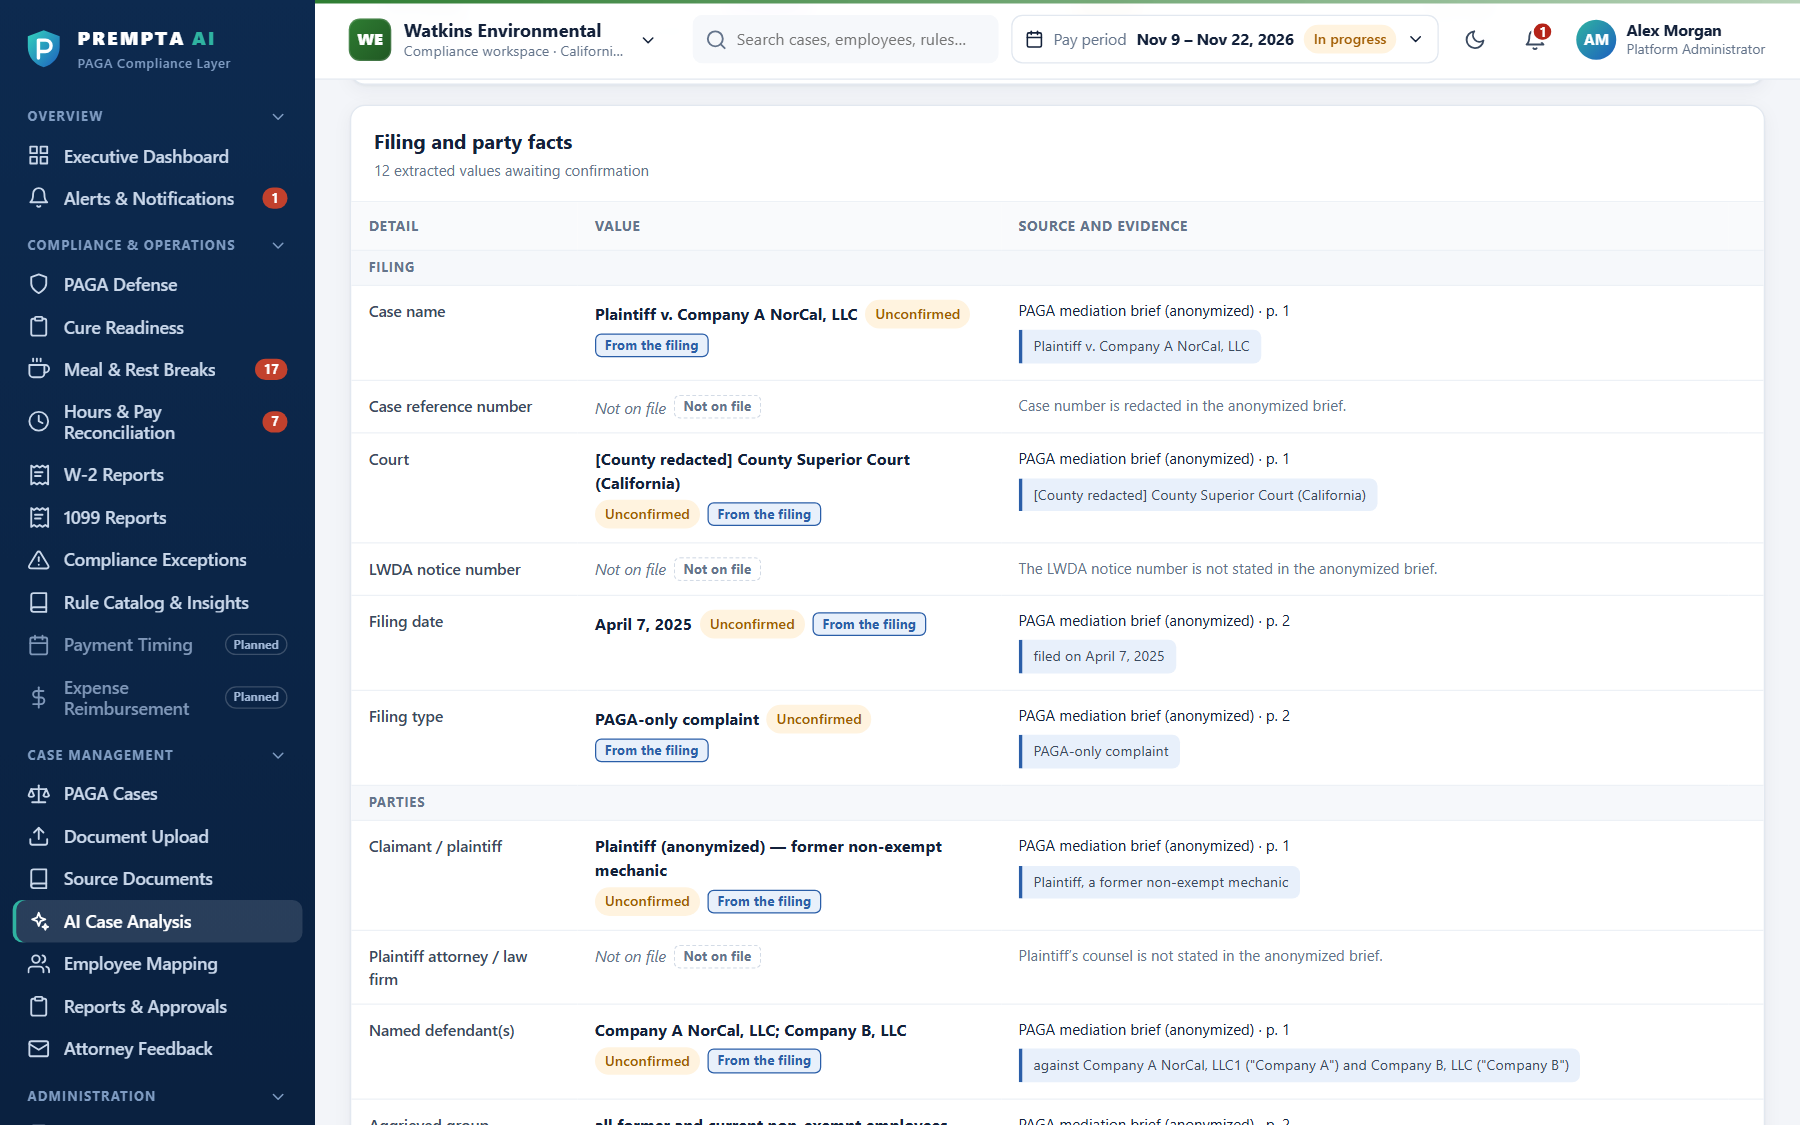 PREMPTA AI
PAGA Compliance Layer
OVERVIEW
Executive Dashboard
Alerts & Notifications 1
COMPLIANCE & OPERATIONS
PAGA Defense
Cure Readiness
Meal & Rest Breaks 17
Hours & Pay
Reconciliation 7
W-2 Reports
1099 Reports
Compliance Exceptions
Rule Catalog & Insights
Payment Timing Planned
Expense
Reimbursement Planned
CASE MANAGEMENT
PAGA Cases
Document Upload
Source Documents
AI Case Analysis
Employee Mapping
Reports & Approvals
Attorney Feedback
ADMINISTRATION
WE Watkins Environmental
Compliance workspace · Californi...
Search cases, employees, rules...
Pay period Nov 9 – Nov 22, 2026 In progress
1
AM Alex Morgan
Platform Administrator
Filing and party facts
12 extracted values awaiting confirmation
DETAIL VALUE SOURCE AND EVIDENCE
FILING
Case name
Plaintiff v. Company A NorCal, LLC Unconfirmed
From the filing
PAGA mediation brief (anonymized) · p. 1
Plaintiff v. Company A NorCal, LLC
Case reference number
Not on file Not on file
Case number is redacted in the anonymized brief.
Court
[County redacted] County Superior Court
(California)
Unconfirmed From the filing
PAGA mediation brief (anonymized) · p. 1
[County redacted] County Superior Court (California)
LWDA notice number
Not on file Not on file
The LWDA notice number is not stated in the anonymized brief.
Filing date
April 7, 2025 Unconfirmed From the filing
PAGA mediation brief (anonymized) · p. 2
filed on April 7, 2025
Filing type
PAGA-only complaint Unconfirmed
From the filing
PAGA mediation brief (anonymized) · p. 2
PAGA-only complaint
PARTIES
Claimant / plaintiff
Plaintiff (anonymized) — former non-exempt
mechanic
Unconfirmed From the filing
PAGA mediation brief (anonymized) · p. 1
Plaintiff, a former non-exempt mechanic
Plaintiff attorney / law
firm
Not on file Not on file
Plaintiff's counsel is not stated in the anonymized brief.
Named defendant(s)
Company A NorCal, LLC; Company B, LLC
Unconfirmed From the filing
PAGA mediation brief (anonymized) · p. 1
against Company A NorCal, LLC1 ("Company A") and Company B, LLC ("Company B")
Aggrieved group
all former and current non-exempt employees
PAGA mediation brief (anonymized) · p. 2